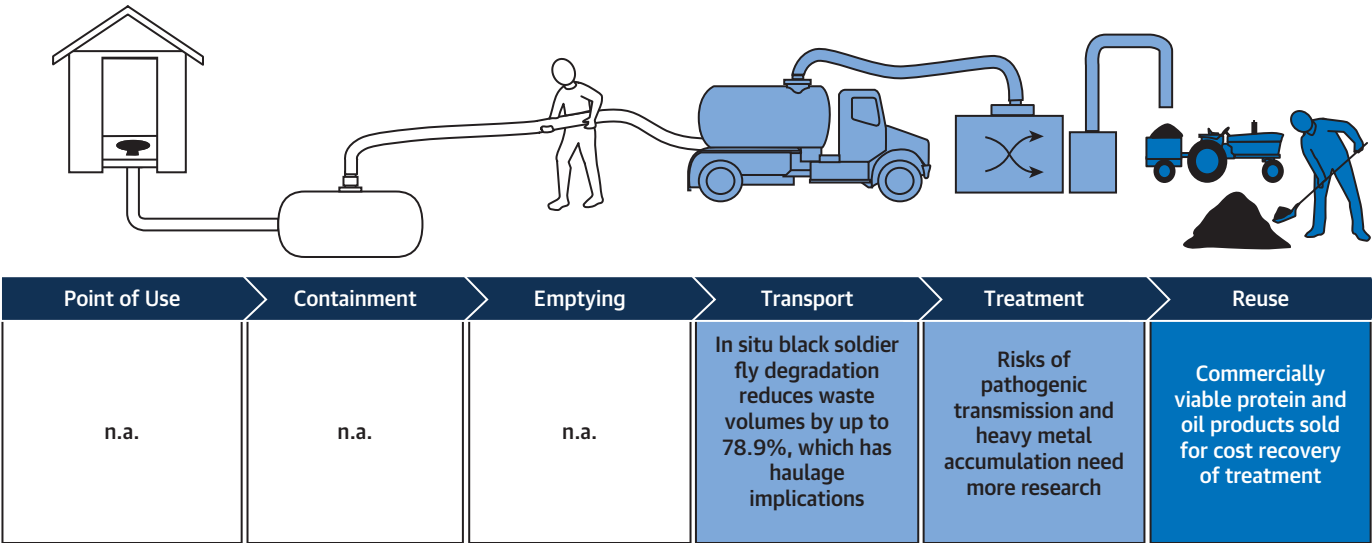 Point of Use
Containment
Emptying
Transport
Treatment
Reuse
n.a.
n.a.
n.a.
In situ black soldier
fly degradation
reduces waste
volumes by up to
78.9%, which has
haulage
implications
Risks of
pathogenic
transmission and
heavy metal
accumulation need
more research
Commercially
viable protein and
oil products sold
for cost recovery
of treatment